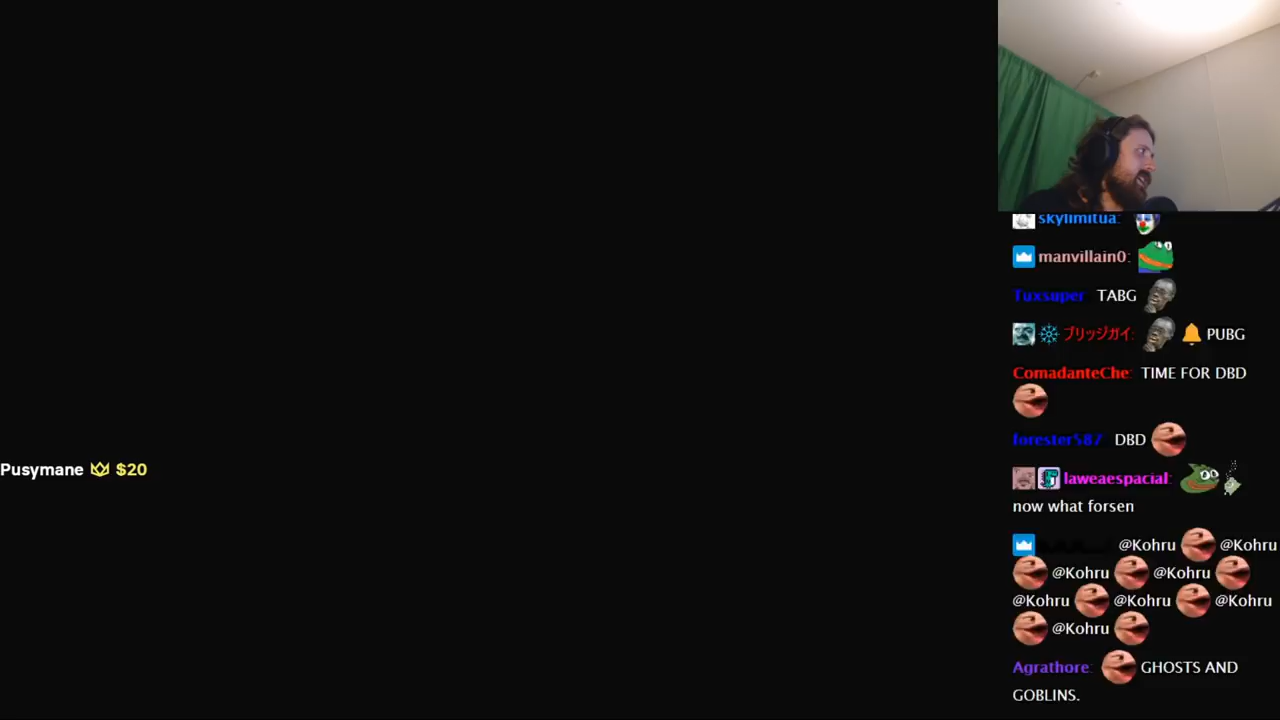 skylimitua:
manvillain0:
Tuxsuper: TABG
ブリッジガイ: PUBG
ComadanteChe: TIME FOR DBD
forester587: DBD
Pusymane $20
laweaespacial:
now what forsen
@Kohru @Kohru
@Kohru @Kohru
@Kohru @Kohru @Kohru
@Kohru
Agrathore: GHOSTS AND
GOBLINS.